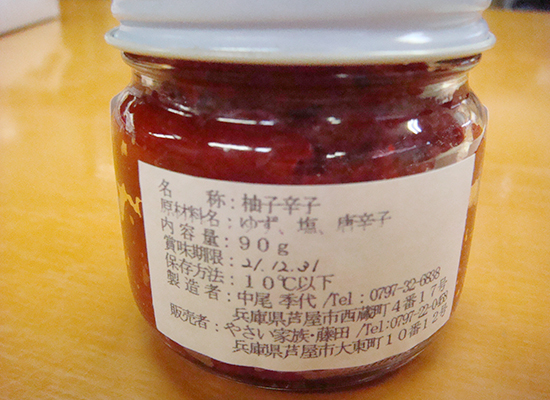 名　　称：柚子辛子
原材料名：ゆず、塩、唐辛子
内 容 量：９０ｇ
賞味期限：21.12.31
保存方法：１０℃以下
製 造 者：中尾 季代/Tel：0797-32-6838
兵庫県芦屋市西蔵町４番１７号
販売者：やさい家族・藤田/Tel:0797-22-0458
兵庫県芦屋市大東町１０番１２号